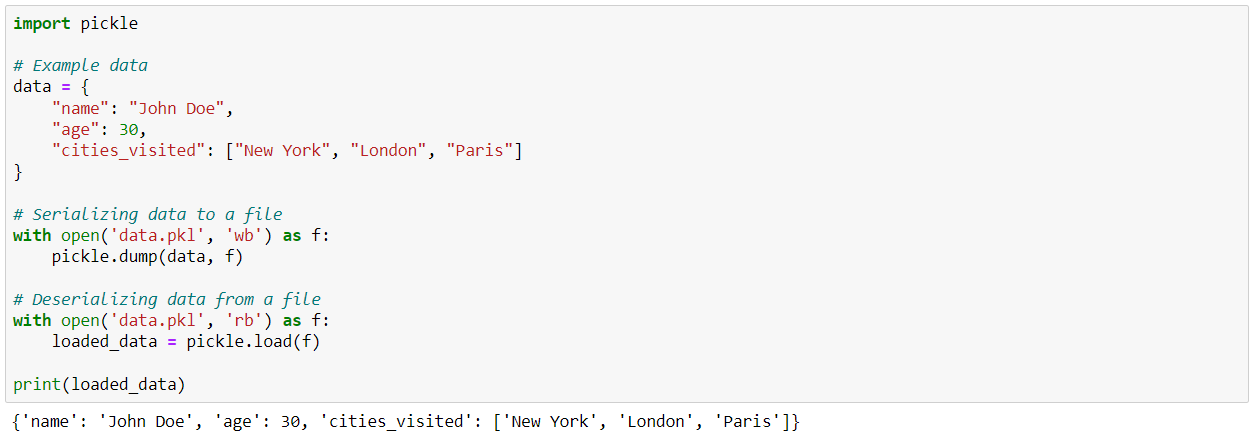 import pickle

# Example data
data = {
    "name": "John Doe",
    "age": 30,
    "cities_visited": ["New York", "London", "Paris"]
}

# Serializing data to a file
with open('data.pkl', 'wb') as f:
    pickle.dump(data, f)

# Deserializing data from a file
with open('data.pkl', 'rb') as f:
    loaded_data = pickle.load(f)

print(loaded_data)
{'name': 'John Doe', 'age': 30, 'cities_visited': ['New York', 'London', 'Paris']}